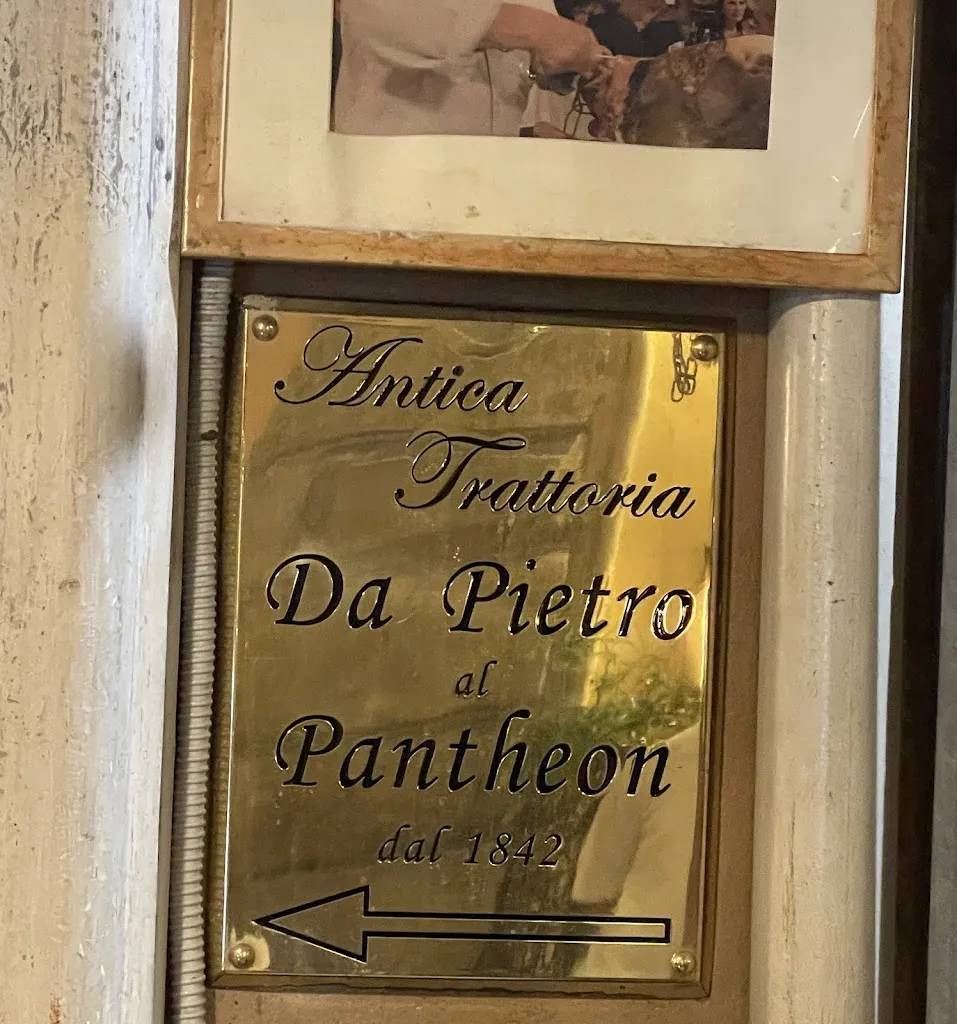 Antica
Trattoria
Da Pietro
al
Pantheon
dal 1842